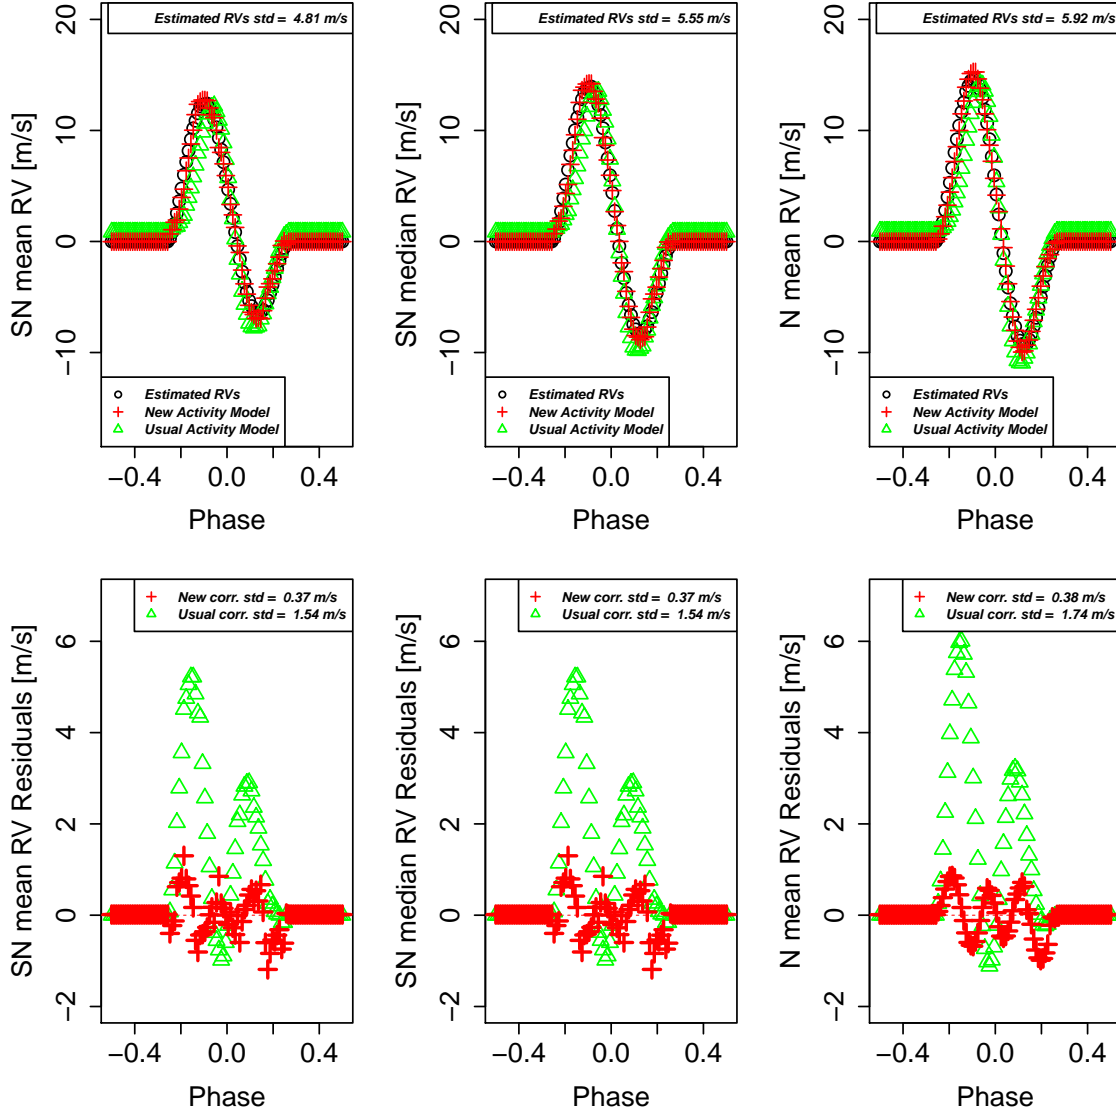 Estimated RVs std = 4.81 m/s
SN mean RV [m/s]
20
10
0
−10
Estimated RVs
New Activity Model
Usual Activity Model
−0.4
0.0
0.4
Phase
Estimated RVs std = 5.55 m/s
SN median RV [m/s]
20
10
0
−10
Estimated RVs
New Activity Model
Usual Activity Model
−0.4
0.0
0.4
Phase
Estimated RVs std = 5.92 m/s
N mean RV [m/s]
20
10
0
−10
Estimated RVs
New Activity Model
Usual Activity Model
−0.4
0.0
0.4
Phase
New corr. std = 0.37 m/s
Usual corr. std = 1.54 m/s
SN mean RV Residuals [m/s]
6
4
2
0
−2
−0.4
0.0
0.4
Phase
New corr. std = 0.37 m/s
Usual corr. std = 1.54 m/s
SN median RV Residuals [m/s]
6
4
2
0
−2
−0.4
0.0
0.4
Phase
New corr. std = 0.38 m/s
Usual corr. std = 1.74 m/s
N mean RV Residuals [m/s]
6
4
2
0
−2
−0.4
0.0
0.4
Phase